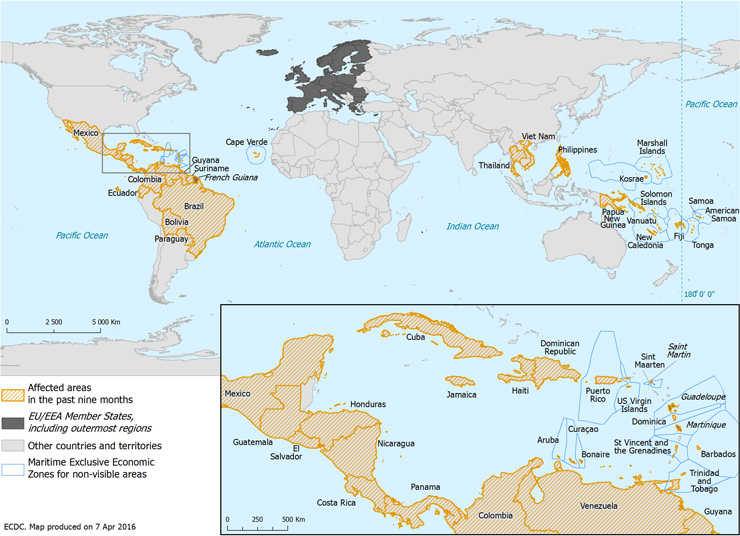 Pacific Ocean
Mexico
Cape Verde
Viet Nam
Philippines
Marshall
Islands
Guyana
Suriname
French Guiana
Thailand
Kosrae
Colombia
Ecuador
Solomon
Islands
Samoa
American
Samoa
Brazil
Papua
New
Guinea
Vanuatu
Bolivia
Indian Ocean
Fiji
Pacific Ocean
Paraguay
Atlantic Ocean
New
Caledonia
Tonga
180°0'0"
0 2 500 5 000 Km
Affected areas
in the past nine months
EU/EEA Member States,
including outermost regions
Other countries and territories
Maritime Exclusive Economic
Zones for non-visible areas
ECDC. Map produced on 7 Apr 2016
Cuba
Dominican
Republic
Saint
Martin
Sint
Maarten
Mexico
Jamaica
Haiti
Puerto
Rico
US Virgin
Islands
Guadeloupe
Honduras
Dominica
Martinique
Curaçao
Aruba
Guatemala
El
Salvador
Nicaragua
Bonaire
St Vincent and
the Grenadines
Barbados
Trinidad
and
Tobago
Costa Rica
Panama
Colombia
Venezuela
Guyana
0 250 500 Km